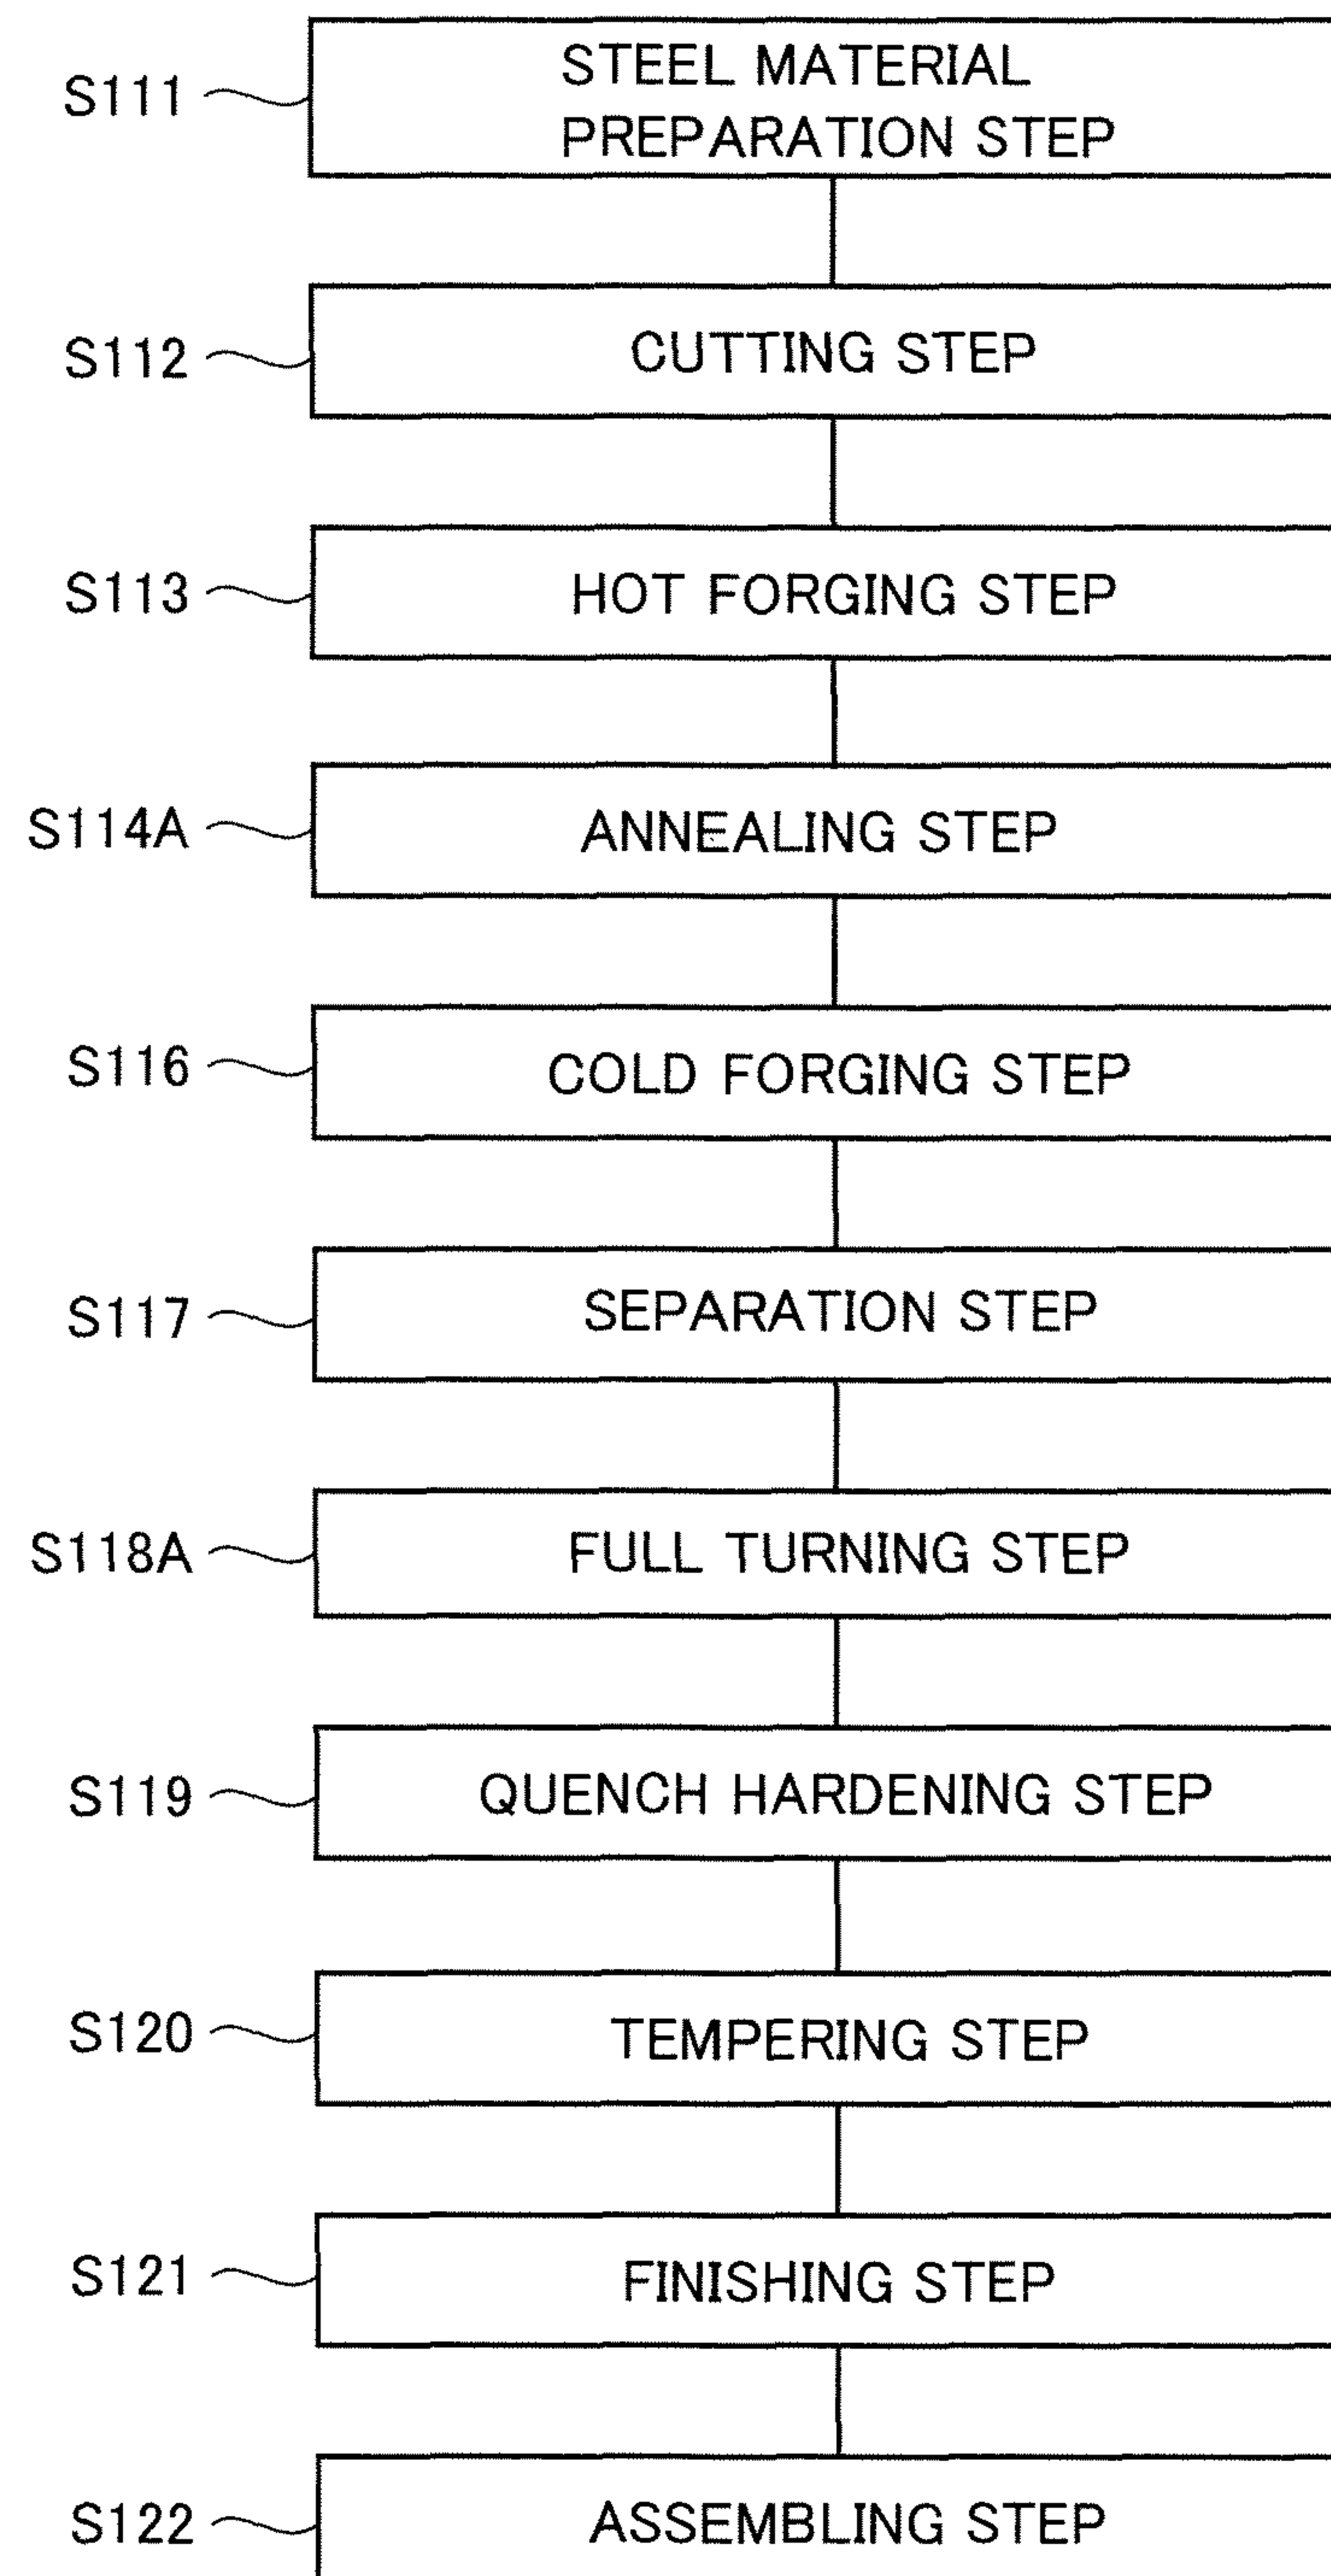 S111
STEEL MATERIAL
PREPARATION STEP
S112
CUTTING STEP
S113
HOT FORGING STEP
S114A
ANNEALING STEP
S116
COLD FORGING STEP
S117
SEPARATION STEP
S118A
FULL TURNING STEP
S119
QUENCH HARDENING STEP
S120
TEMPERING STEP
S121
FINISHING STEP
S122
ASSEMBLING STEP